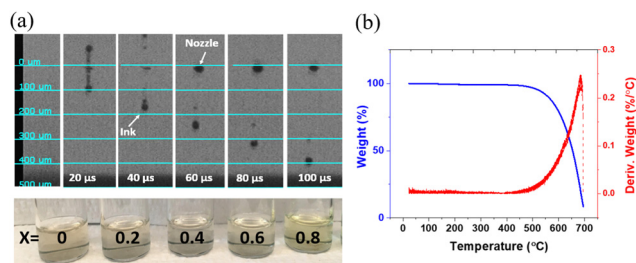 (a)
Nozzle
0 um
100 um
200 um
300 um
400 um
500 um
Ink
20 µs
40 µs
60 µs
80 µs
100 µs
X= 0 0.2 0.4 0.6 0.8
(b)
Weight (%)
100
50
0
0 100 200 300 400 500 600 700
Temperature (°C)
0.3
0.2
0.1
0.0
Deriv. Weight (%/°C)